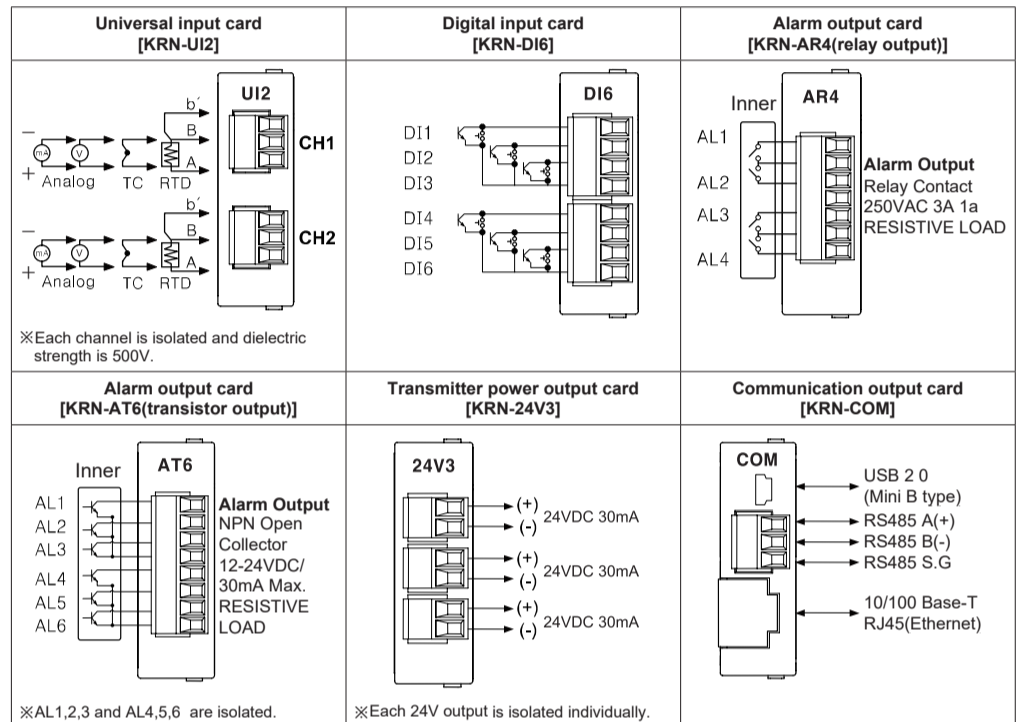 Universal input card
[KRN-UI2]
Digital input card
[KRN-DI6]
Alarm output card
[KRN-AR4(relay output)]
UI2
b´
B
A
CH1
−
+
mA
V
Analog
TC
RTD
b´
B
A
CH2
−
+
mA
V
Analog
TC
RTD
※Each channel is isolated and dielectric
strength is 500V.
DI6
DI1
DI2
DI3
DI4
DI5
DI6
Inner
AR4
AL1
AL2
AL3
AL4
Alarm Output
Relay Contact
250VAC 3A 1a
RESISTIVE LOAD
Alarm output card
[KRN-AT6(transistor output)]
Transmitter power output card
[KRN-24V3]
Communication output card
[KRN-COM]
Inner
AT6
AL1
AL2
AL3
AL4
AL5
AL6
Alarm Output
NPN Open
Collector
12-24VDC/
30mA Max.
RESISTIVE
LOAD
※AL1,2,3 and AL4,5,6 are isolated.
24V3
(+)
(-)
24VDC 30mA
(+)
(-)
24VDC 30mA
(+)
(-)
24VDC 30mA
※Each 24V output is isolated individually.
COM
USB 2 0
(Mini B type)
RS485 A(+)
RS485 B(-)
RS485 S.G
10/100 Base-T
RJ45(Ethernet)